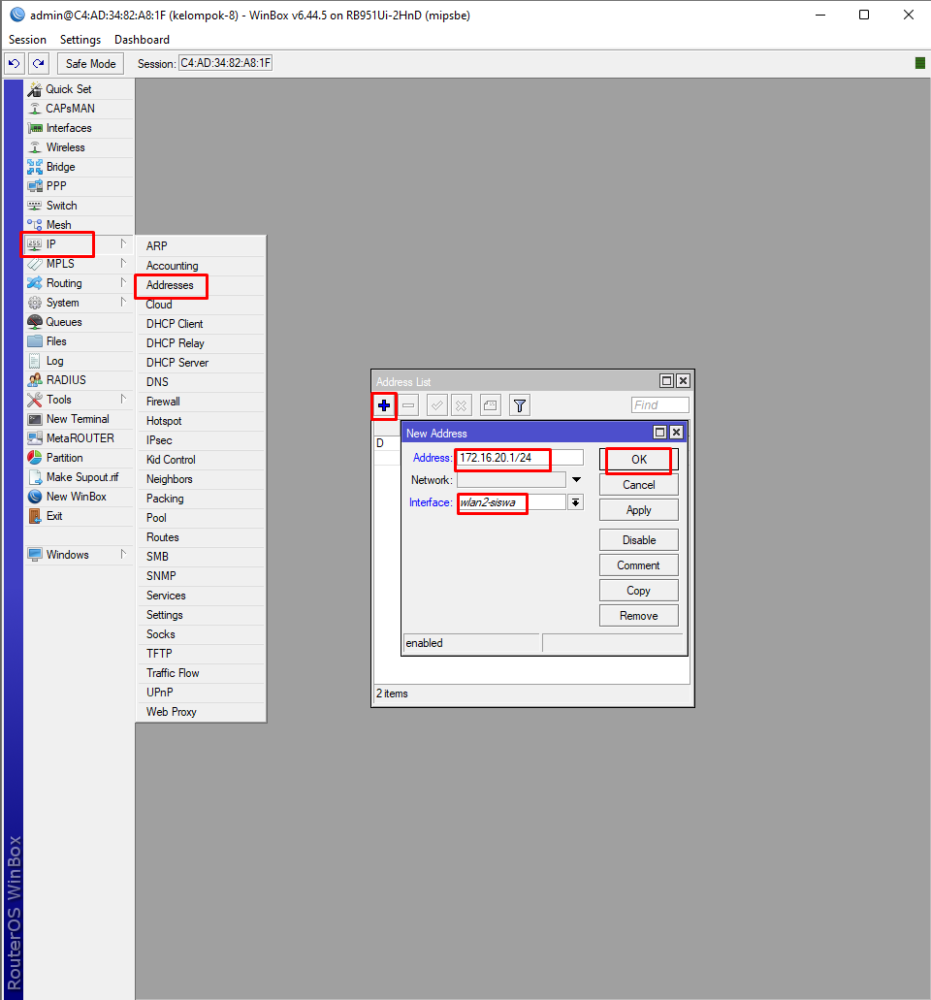 admin@C4:AD:34:82:A8:1F (kelompok-8) - WinBox v6.44.5 on RB951Ui-2HnD (mipsbe)
Session Settings Dashboard
Safe Mode Session: C4:AD:34:82:A8:1F
Quick Set
CAPsMAN
Interfaces
Wireless
Bridge
PPP
Switch
Mesh
255 IP
MPLS
Routing
System
Queues
Files
Log
RADIUS
Tools
New Terminal
MetaROUTER
Partition
Make Supout.rif
New WinBox
Exit
Windows
RouterOS WinBox
ARP
Accounting
Addresses
Cloud
DHCP Client
DHCP Relay
DHCP Server
DNS
Firewall
Hotspot
IPsec
Kid Control
Neighbors
Packing
Pool
Routes
SMB
SNMP
Services
Settings
Socks
TFTP
Traffic Flow
UPnP
Web Proxy
Address List
Find
D
New Address
Address: 172.16.20.1/24
Network:
Interface: wlan2-siswa
OK
Cancel
Apply
Disable
Comment
Copy
Remove
enabled
2 items